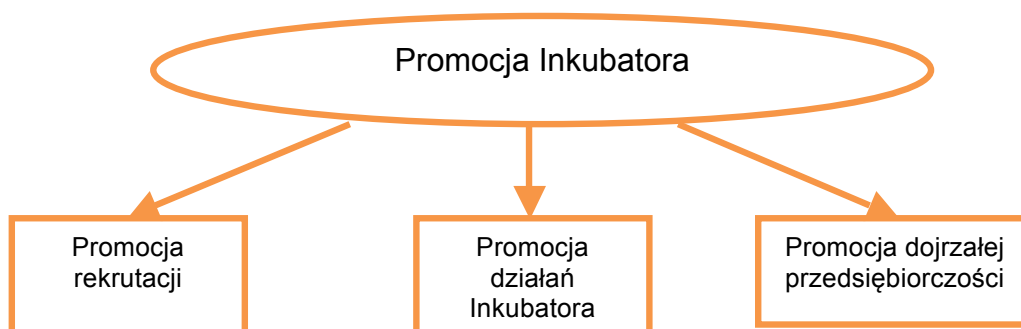 Promocja Inkubatora
Promocja
rekrutacji
Promocja
działań
Inkubatora
Promocja dojrzałej
przedsiębiorczości